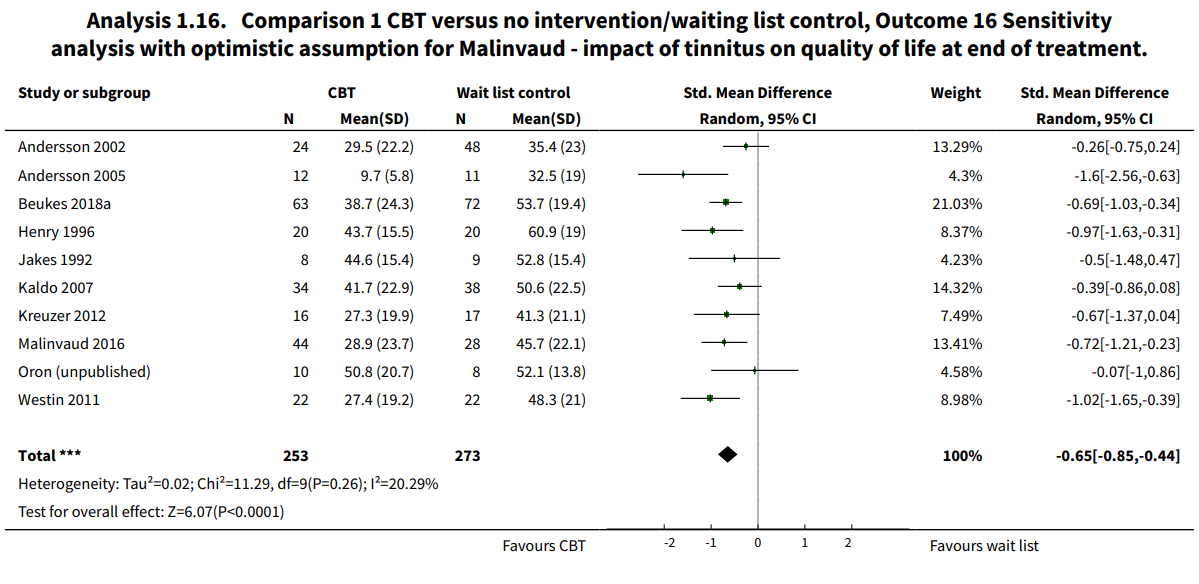 Analysis 1.16. Comparison 1 CBT versus no intervention/waiting list control, Outcome 16 Sensitivity
analysis with optimistic assumption for Malinvaud - impact of tinnitus on quality of life at end of treatment.
Study or subgroup CBT Wait list control Std. Mean Difference Weight Std. Mean Difference
N Mean(SD) N Mean(SD) Random, 95% CI Random, 95% CI
Andersson 2002 24 29.5 (22.2) 48 35.4 (23) 13.29% -0.26[-0.75,0.24]
Andersson 2005 12 9.7 (5.8) 11 32.5 (19) 4.3% -1.6[-2.56,-0.63]
Beukes 2018a 63 38.7 (24.3) 72 53.7 (19.4) 21.03% -0.69[-1.03,-0.34]
Henry 1996 20 43.7 (15.5) 20 60.9 (19) 8.37% -0.97[-1.63,-0.31]
Jakes 1992 8 44.6 (15.4) 9 52.8 (15.4) 4.23% -0.5[-1.48,0.47]
Kaldo 2007 34 41.7 (22.9) 38 50.6 (22.5) 14.32% -0.39[-0.86,0.08]
Kreuzer 2012 16 27.3 (19.9) 17 41.3 (21.1) 7.49% -0.67[-1.37,0.04]
Malinvaud 2016 44 28.9 (23.7) 28 45.7 (22.1) 13.41% -0.72[-1.21,-0.23]
Oron (unpublished) 10 50.8 (20.7) 8 52.1 (13.8) 4.58% -0.07[-1,0.86]
Westin 2011 22 27.4 (19.2) 22 48.3 (21) 8.98% -1.02[-1.65,-0.39]
Total *** 253 273 100% -0.65[-0.85,-0.44]
Heterogeneity: Tau²=0.02; Chi²=11.29, df=9(P=0.26); I²=20.29%
Test for overall effect: Z=6.07(P<0.0001)
Favours CBT -2 -1 0 1 2 Favours wait list